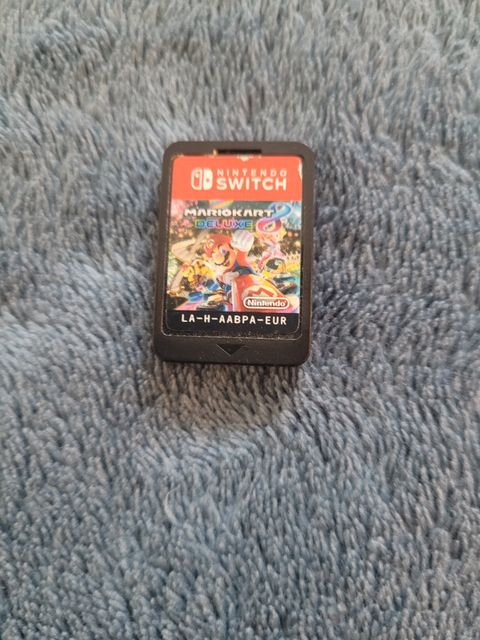 NINTENDO
SWITCH
MARIOKART 8
DELUXE
Nintendo
LA-H-AABPA-EUR